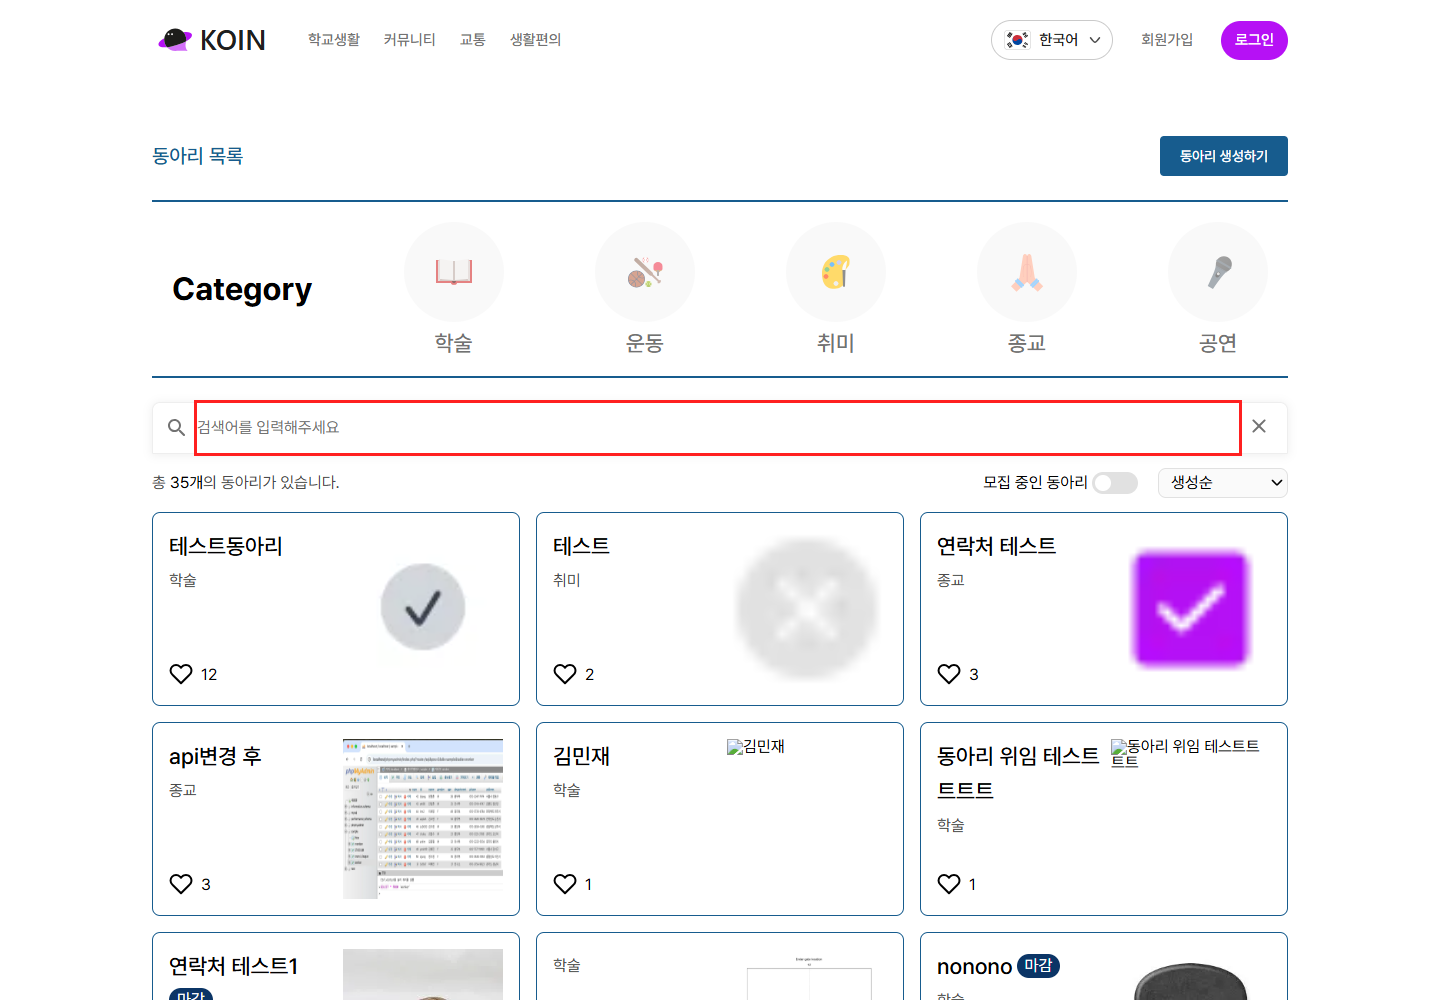 KOIN
학교생활 커뮤니티 교통 생활편의
한국어
회원가입
로그인
동아리 목록
동아리 생성하기
Category
학술
운동
취미
종교
공연
검색어를 입력해주세요
총 35개의 동아리가 있습니다.
모집 중인 동아리
생성순
테스트동아리
학술
12
테스트
취미
2
연락처 테스트
종교
3
api변경 후
종교
3
김민재
학술
김민재
1
동아리 위임 테스트
트트트
학술
동아리 위임 테스트트
트트
1
연락처 테스트1
마감
학술
nonono 마감
학술